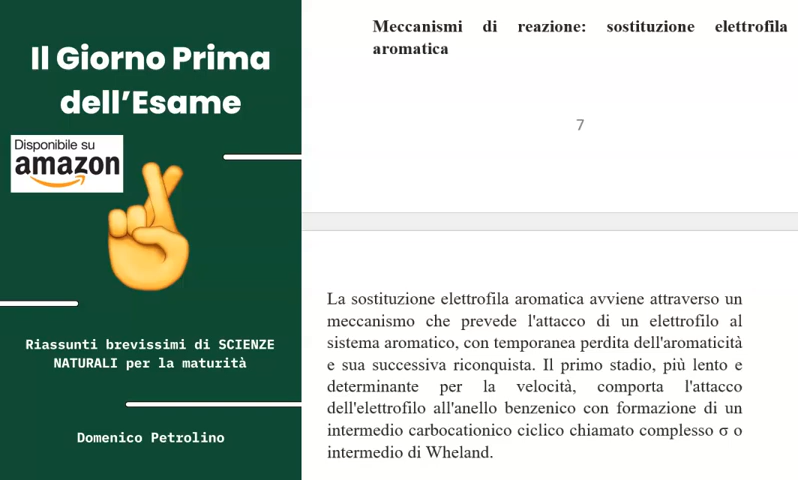 Il Giorno Prima
dell’Esame
Disponibile su
amazon
Riassunti brevissimi di SCIENZE
NATURALI per la maturità
Domenico Petrolino
Meccanismi di reazione: sostituzione elettrofila
aromatica
7
La sostituzione elettrofila aromatica avviene attraverso un
meccanismo che prevede l'attacco di un elettrofilo al
sistema aromatico, con temporanea perdita dell'aromaticità
e sua successiva riconquista. Il primo stadio, più lento e
determinante per la velocità, comporta l'attacco
dell'elettrofilo all'anello benzenico con formazione di un
intermedio carbocationico ciclico chiamato complesso σ o
intermedio di Wheland.